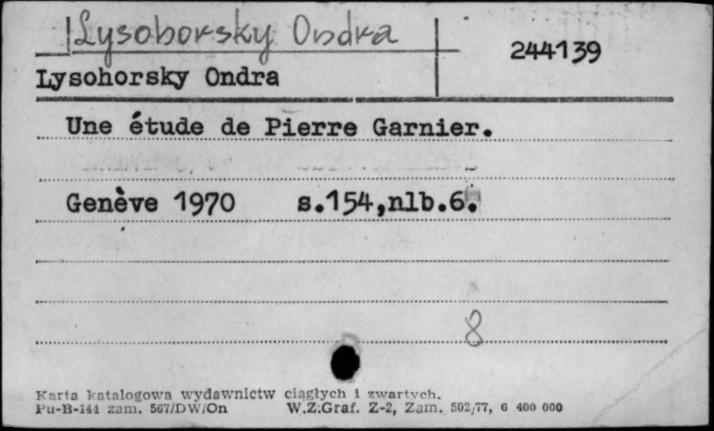 Lysohorsky Ondra
244139
Lysohorsky Ondra
Une étude de Pierre Garnier.
Genève 1970 s.154,nlb.6.
8
Karta katalogowa wydawnictw ciągłych i zwartych.
Pu-B-144 zam. 567/DW/On W.Z.Graf. Z-2, Zam. 502/77, 6 400 000